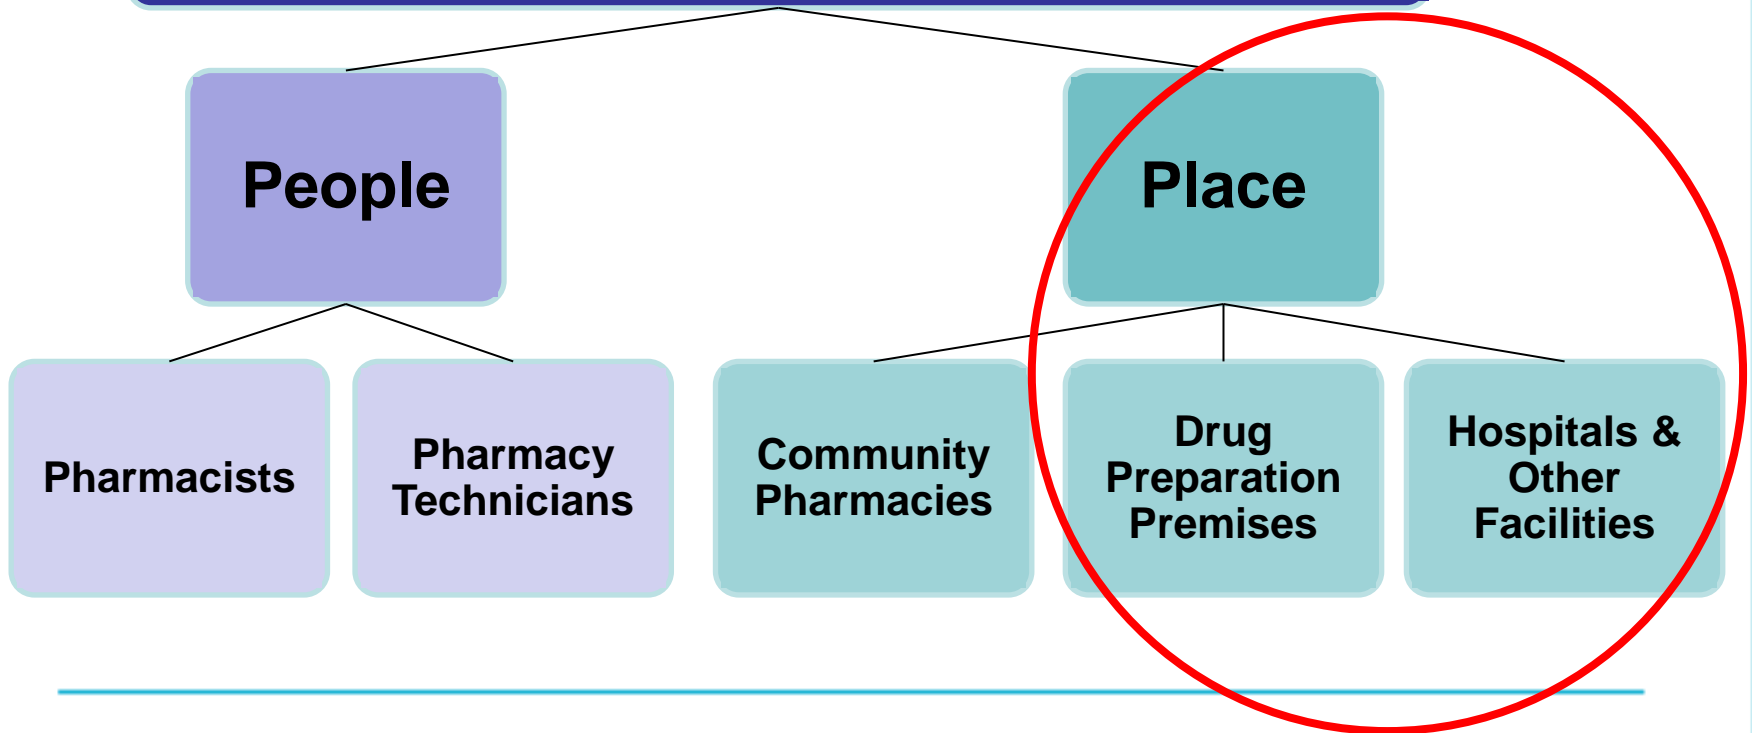 People
Place
Pharmacists
Pharmacy
Technicians
Community
Pharmacies
Drug
Preparation
Premises
Hospitals &
Other
Facilities